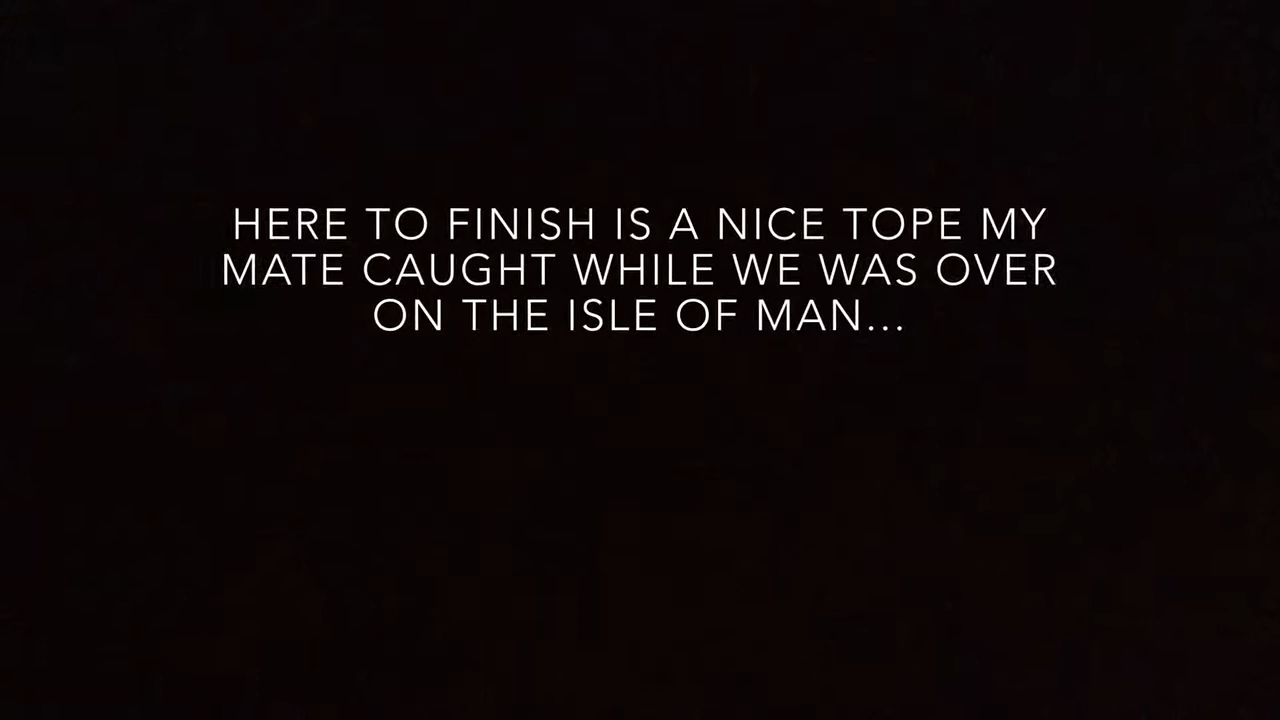 HERE TO FINISH IS A NICE TOPE MY
MATE CAUGHT WHILE WE WAS OVER
ON THE ISLE OF MAN...